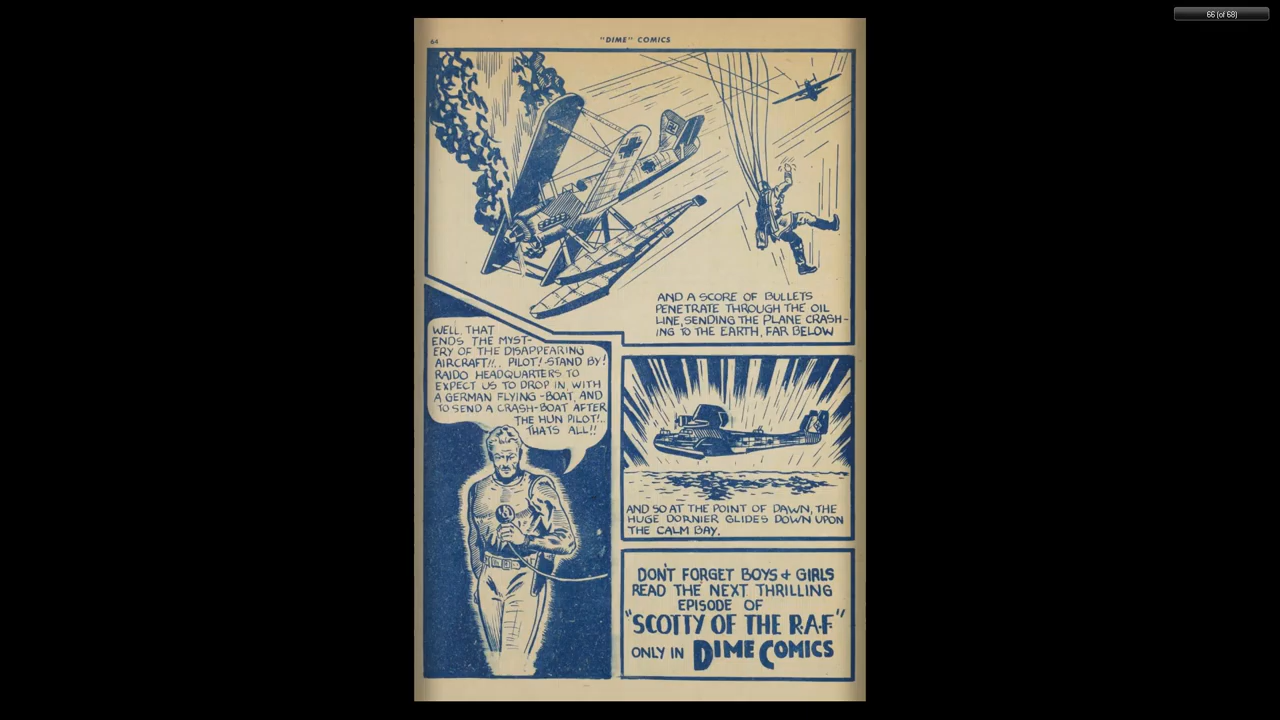 66 (of 68)
64
"DIME" COMICS
AND A SCORE OF BULLETS
PENETRATE THROUGH THE OIL
LINE, SENDING THE PLANE CRASH-
ING TO THE EARTH, FAR BELOW
WELL, THAT
ENDS THE MYST-
ERY OF THE DISAPPEARING
AIRCRAFT!!.. PILOT! STAND BY!
RAIDO HEADQUARTERS TO
EXPECT US TO DROP IN, WITH
A GERMAN FLYING-BOAT, AND
TO SEND A CRASH-BOAT AFTER
THE HUN PILOT!..
THATS ALL!!
AND SO AT THE POINT OF DAWN, THE
HUGE DORNIER GLIDES DOWN UPON
THE CALM BAY.
DON'T FORGET BOYS & GIRLS
READ THE NEXT THRILLING
EPISODE OF
"SCOTTY OF THE R.A.F"
ONLY IN DIME COMICS